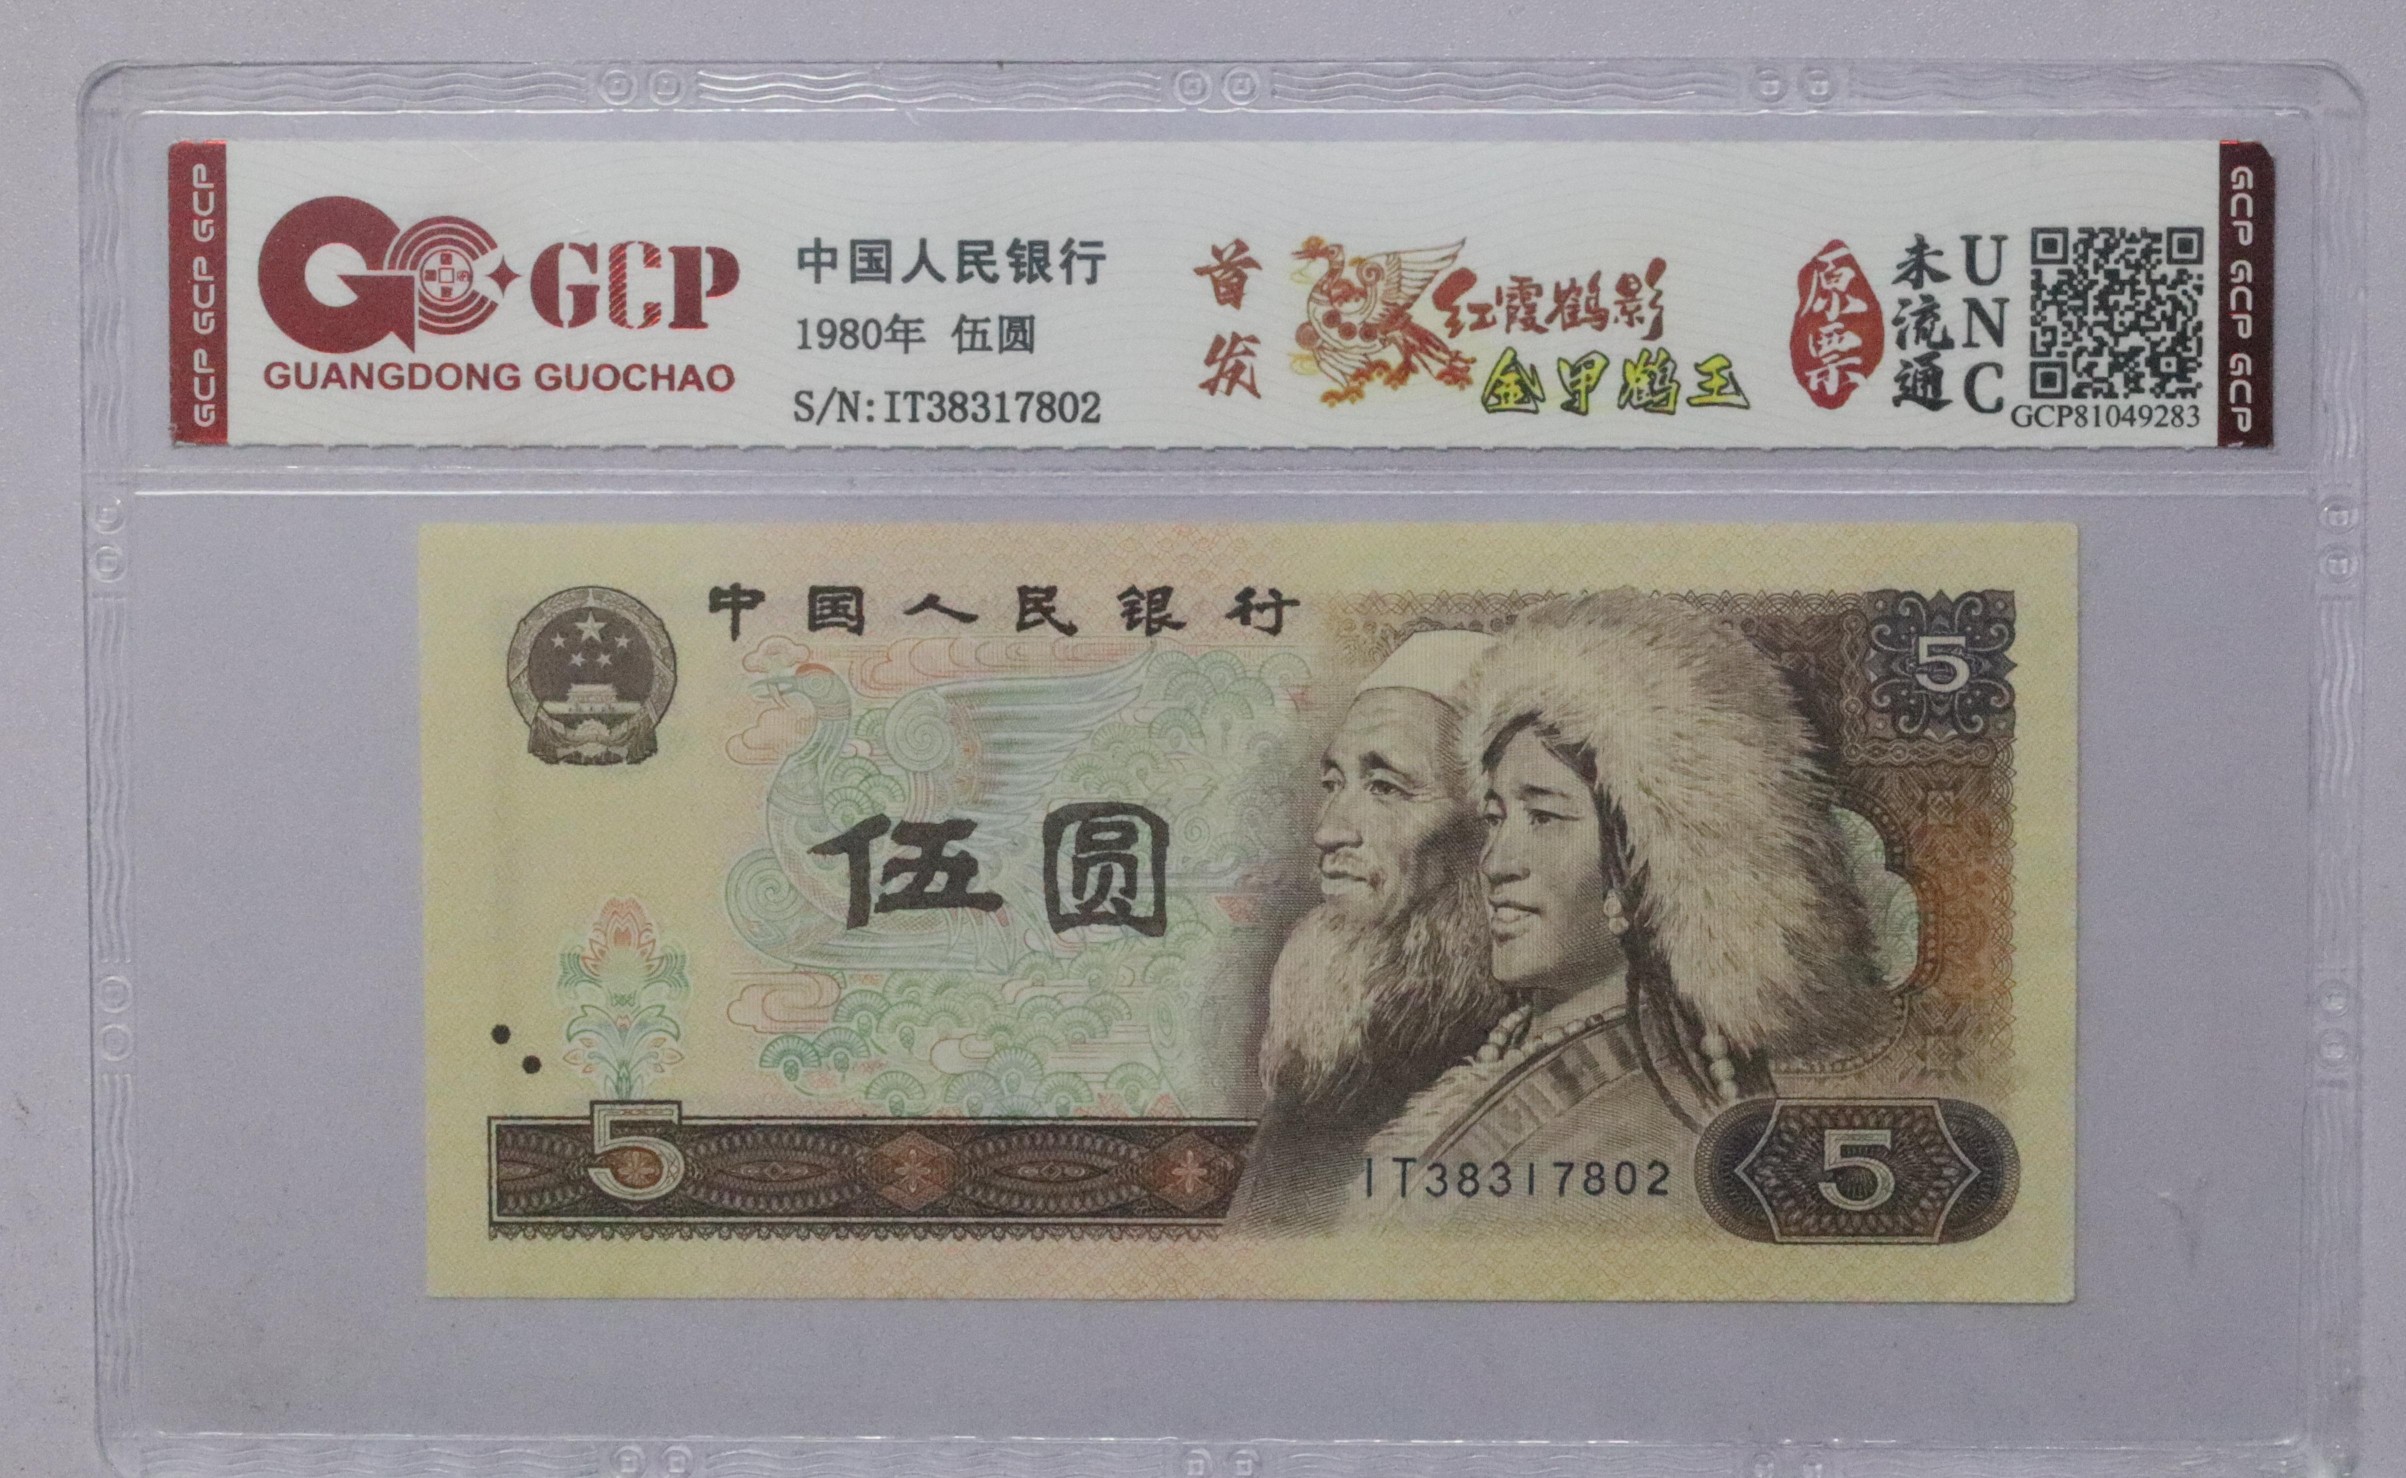 GCP GCP GCP
GCP
GUANGDONG GUOCHAO
中国人民银行
1980年 伍圆
S/N:IT38317802
首发
红霞鹤影
金甲鹤王
原票
未流通
UNC
GCP81049283
GCP GCP GCP
中国人民银行
5
伍圆
5
IT38317802
5